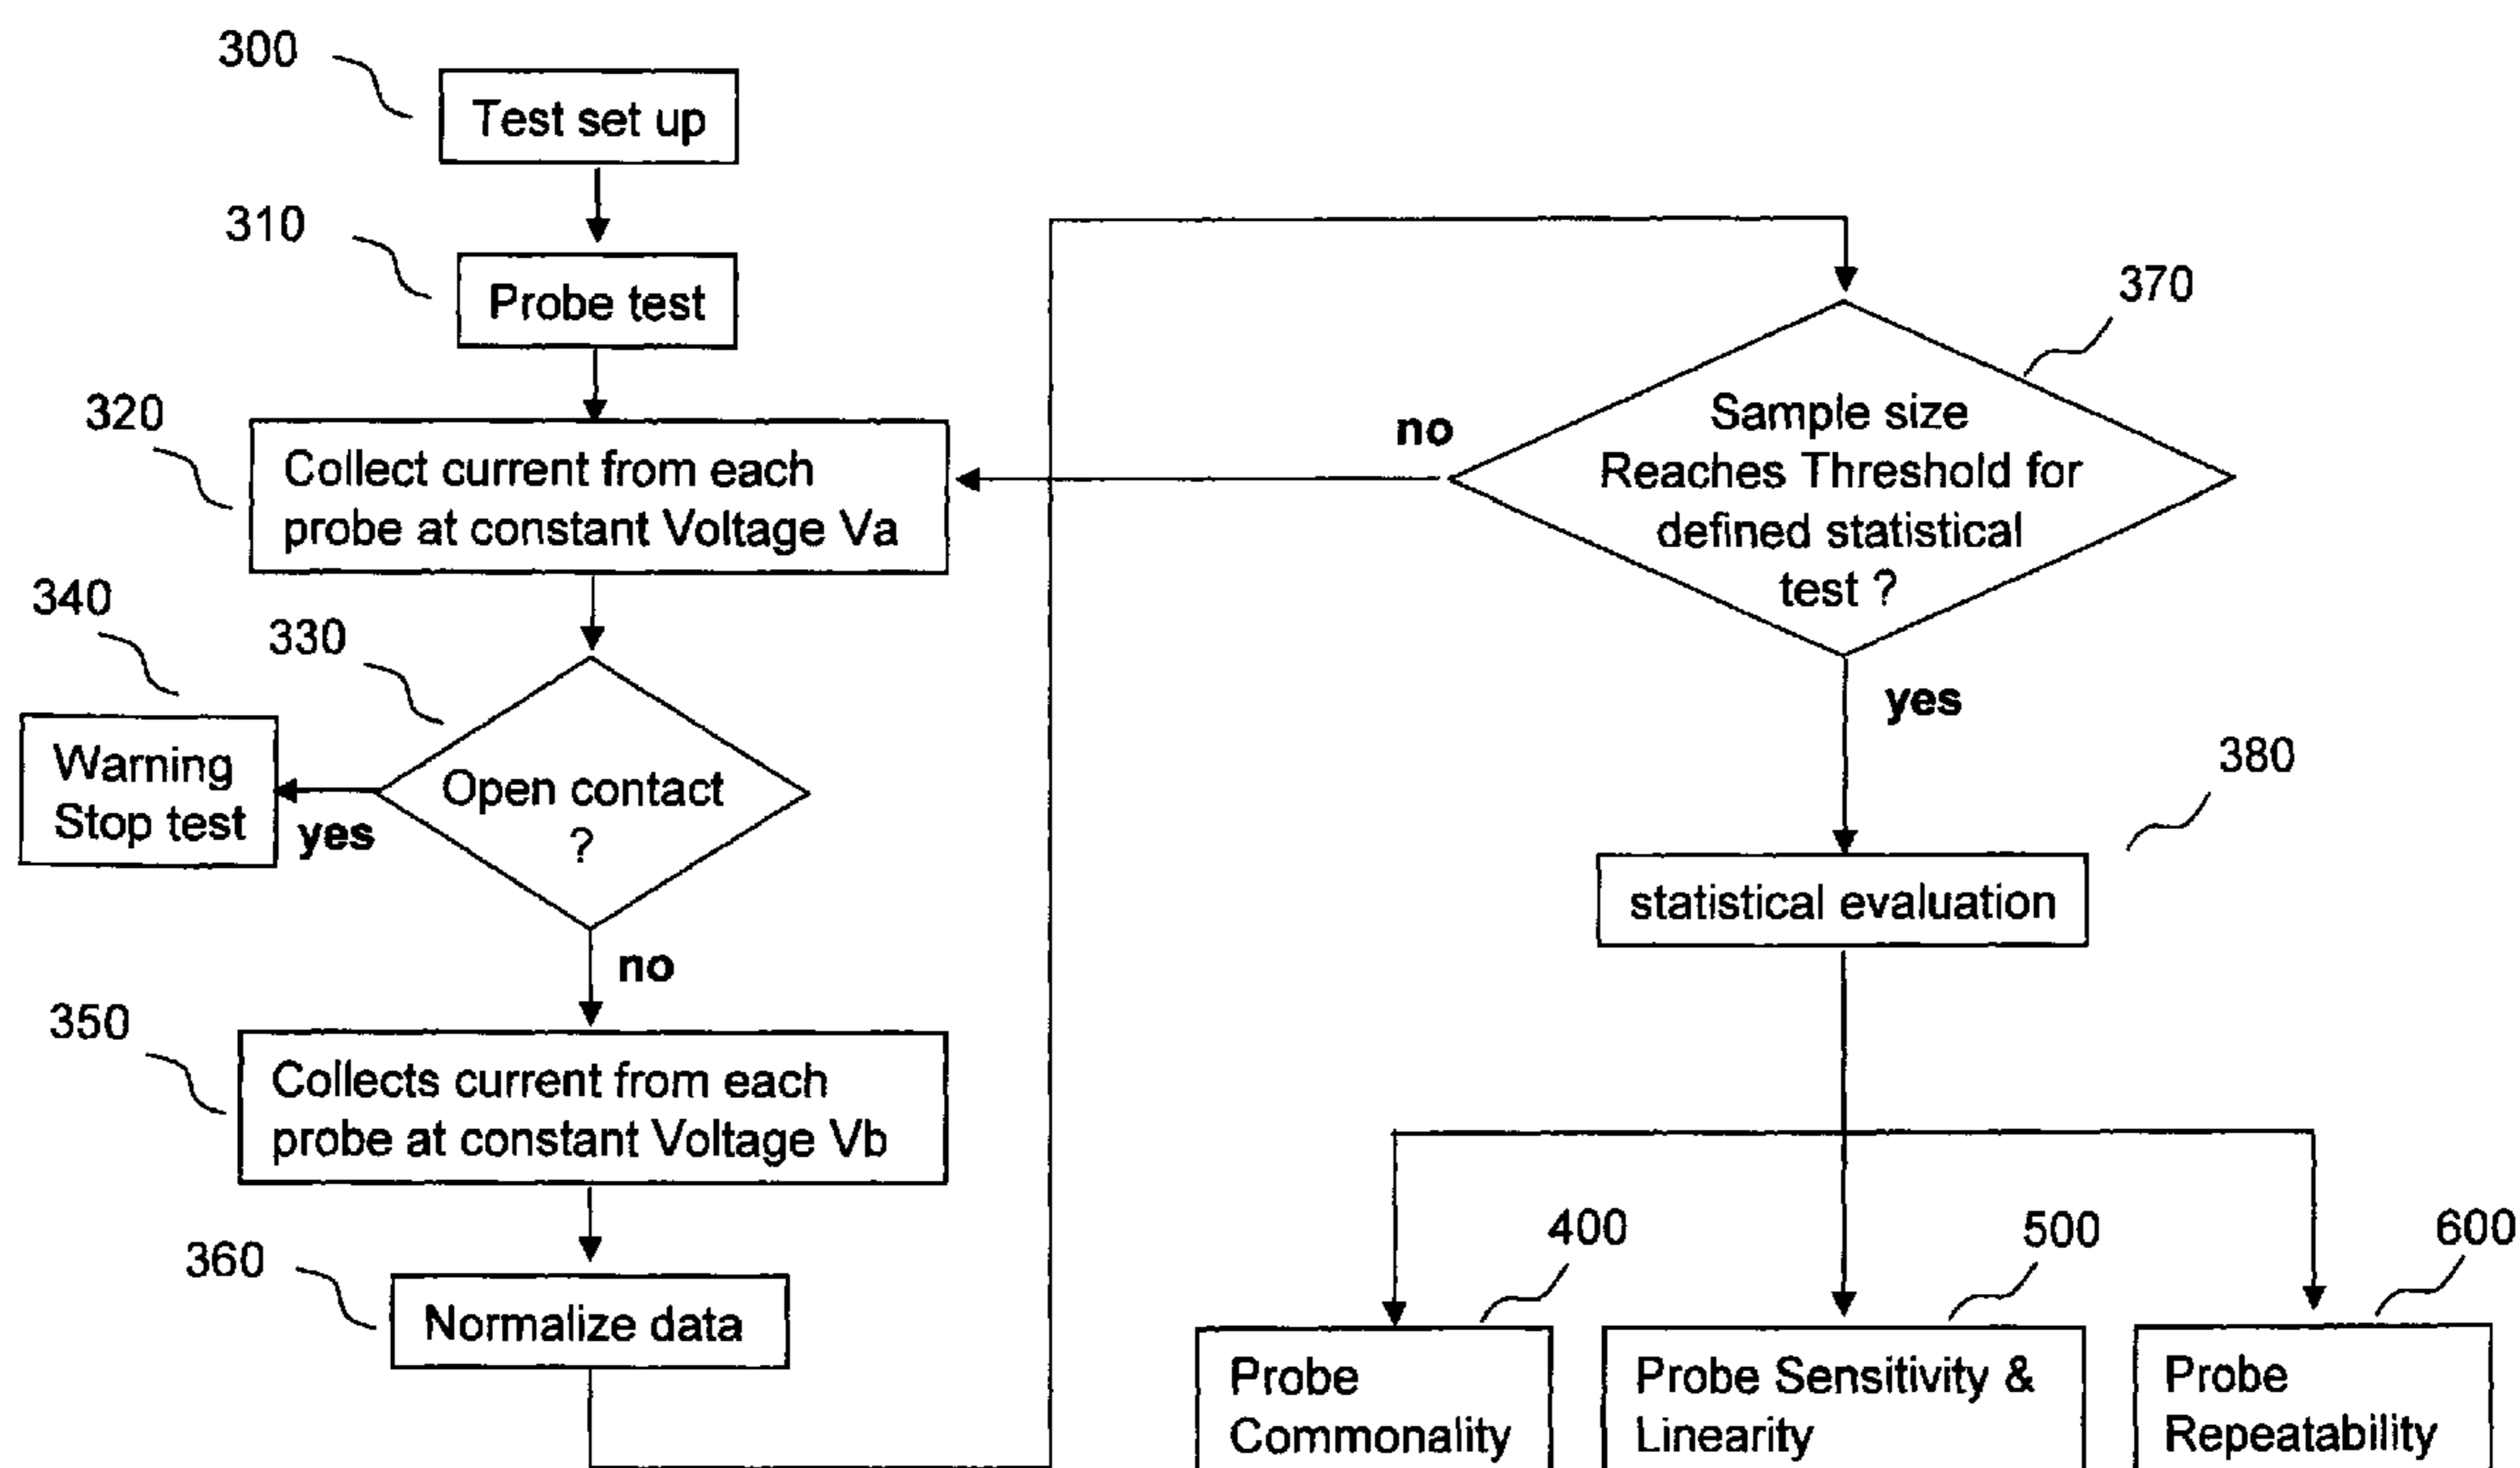 300
Test set up
310
Probe test
320
Collect current from each
probe at constant Voltage Va
330
Open contact
?
340
Warning
Stop test
yes
no
350
Collects current from each
probe at constant Voltage Vb
360
Normalize data
370
Sample size
Reaches Threshold for
defined statistical
test ?
no
yes
380
statistical evaluation
400
Probe
Commonality
500
Probe Sensitivity &
Linearity
600
Probe
Repeatability